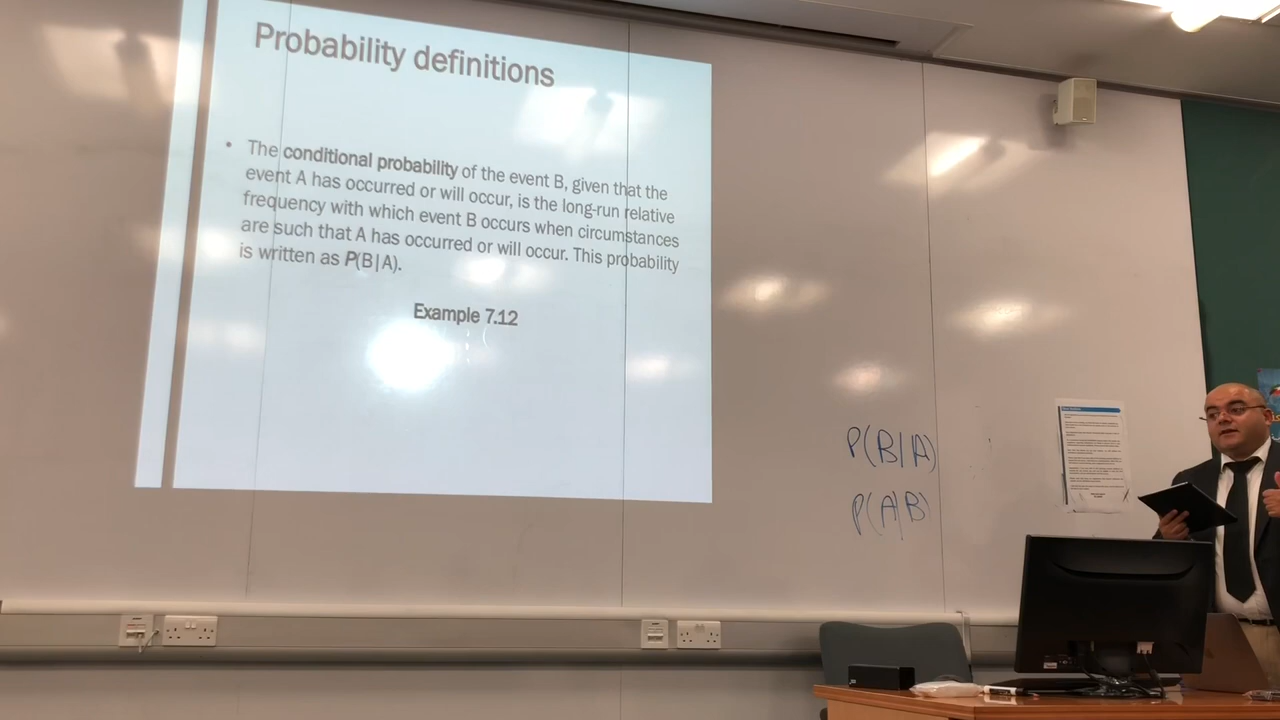 Probability definitions
• The conditional probability of the event B, given that the
event A has occurred or will occur, is the long-run relative
frequency with which event B occurs when circumstances
are such that A has occurred or will occur. This probability
is written as P(B|A).
Example 7.12
P(B|A)
P(A|B)